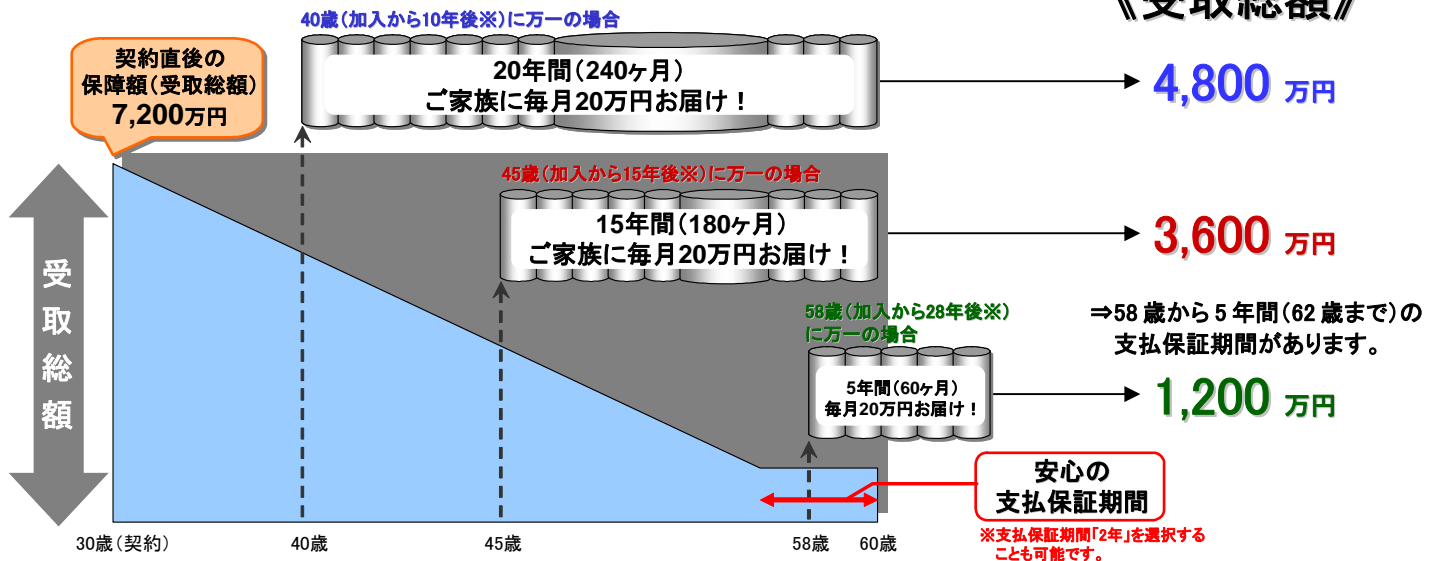 《受取総額》
40歳(加入から10年後※)に万一の場合
契約直後の
保障額(受取総額)
7,200万円
20年間(240ヶ月)
ご家族に毎月20万円お届け!
4,800 万円
45歳(加入から15年後※)に万一の場合
15年間(180ヶ月)
ご家族に毎月20万円お届け!
3,600 万円
受取総額
58歳(加入から28年後※)
に万一の場合
⇒58 歳から 5 年間(62 歳まで)の
支払保証期間があります。
5年間(60ヶ月)
毎月20万円お届け!
1,200 万円
安心の
支払保証期間
※支払保証期間「2年」を選択する
ことも可能です。
30歳(契約)
40歳
45歳
58歳
60歳